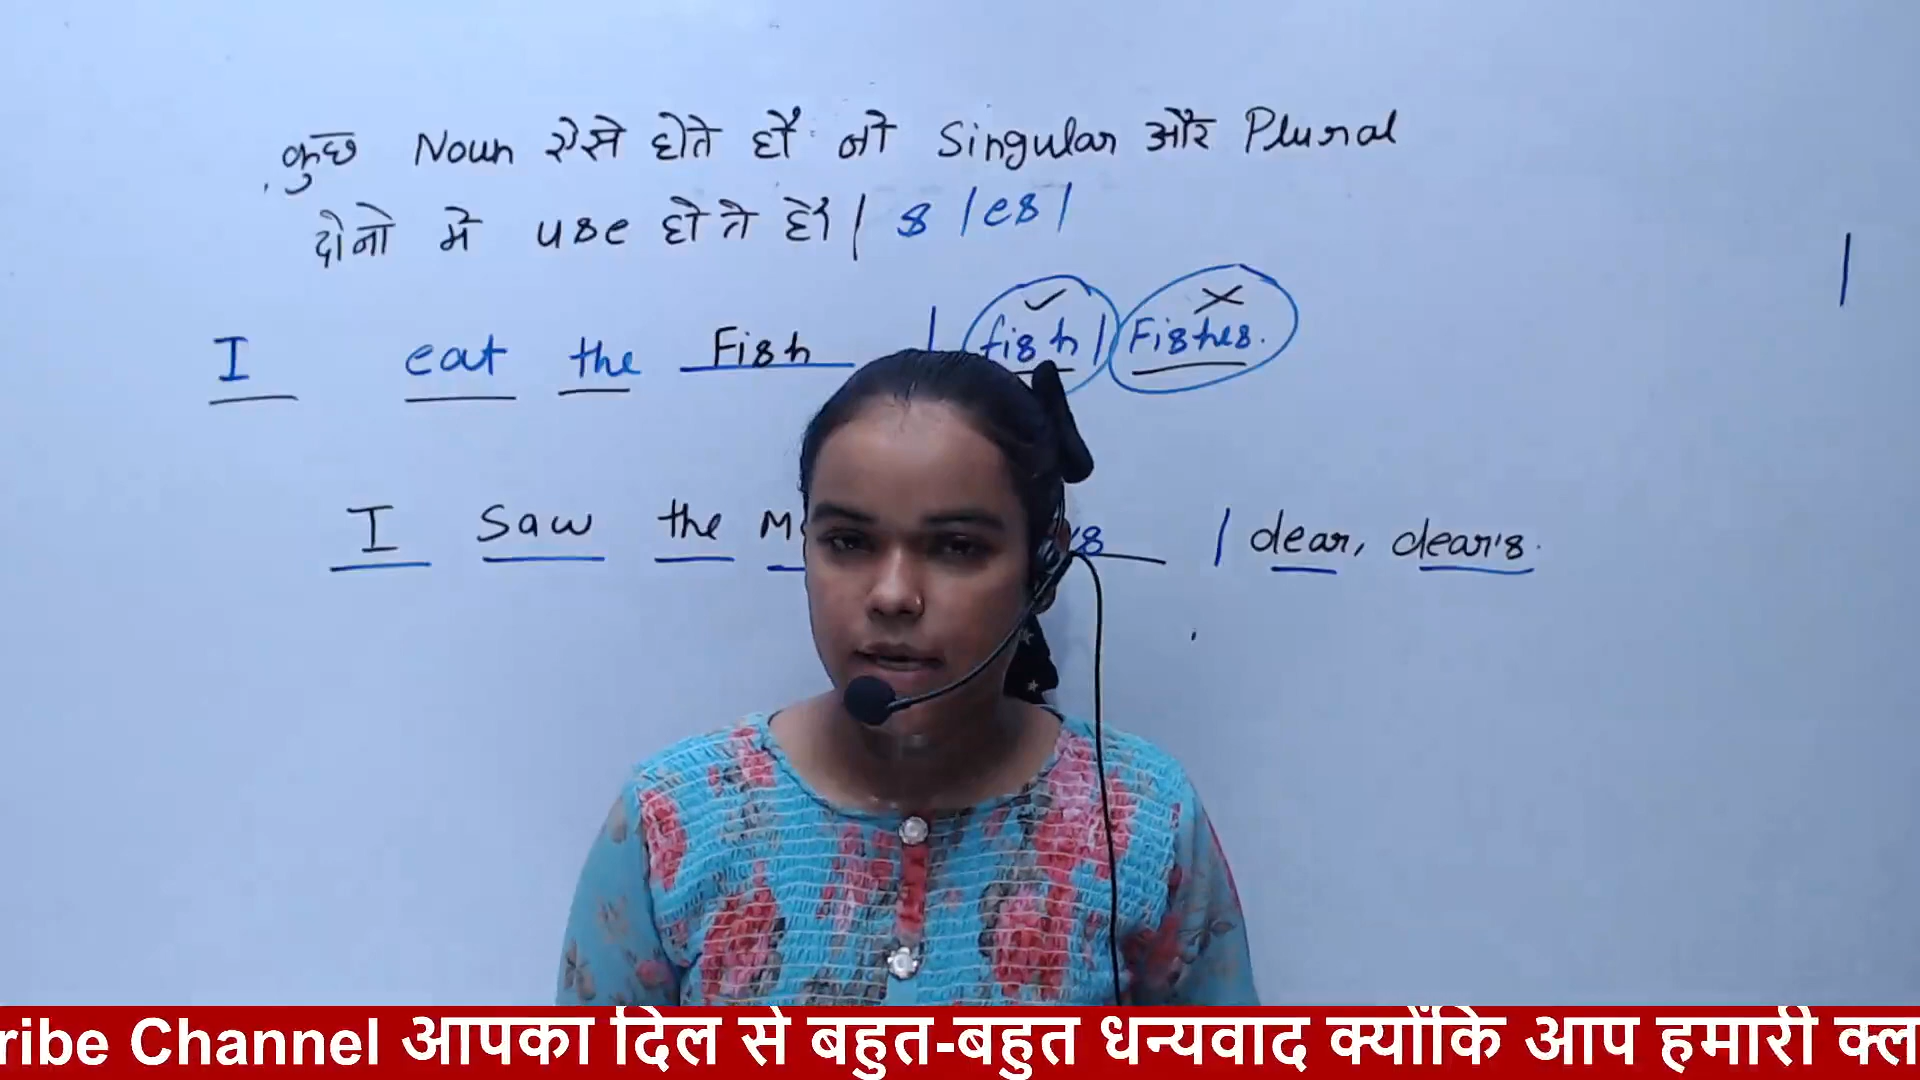 कुछ Noun ऐसे होते हैं जो Singular और Plural
दोनो में use होते है। s/es/
I eat the Fish | fish | Fishes.
I Saw the | dear, dear's.
ribe Channel आपका दिल से बहुत-बहुत धन्यवाद क्योंकि आप हमारी क्ल